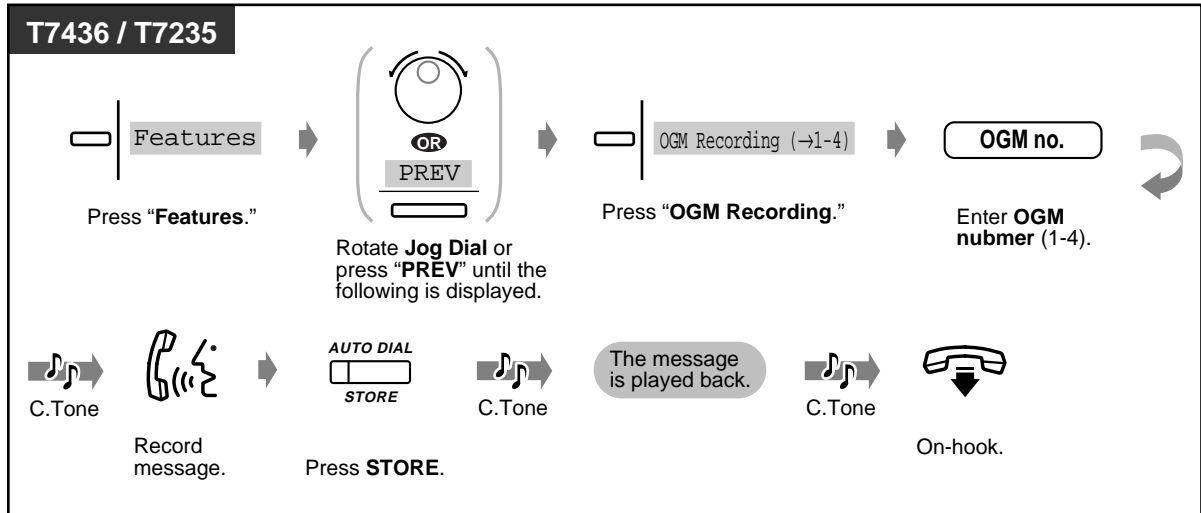 T7436 / T7235
Features
OR
PREV
OGM Recording (→1-4)
OGM no.
Press “Features.”
Rotate Jog Dial or
press “PREV” until the
following is displayed.
Press “OGM Recording.”
Enter OGM
nubmer (1-4).
C.Tone
Record
message.
AUTO DIAL
STORE
Press STORE.
C.Tone
The message
is played back.
C.Tone
On-hook.